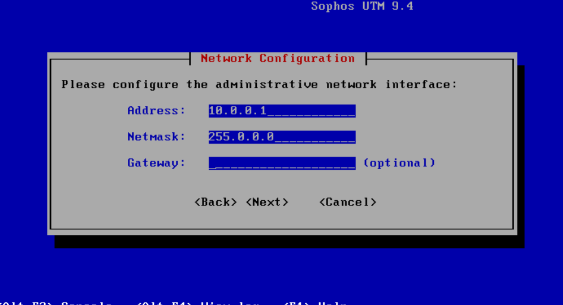 Sophos UTM 9.4
Network Configuration
Please configure the administrative network interface:
Address: 10.0.0.1
Netmask: 255.0.0.0
Gateway: (optional)
<Back> <Next> <Cancel>